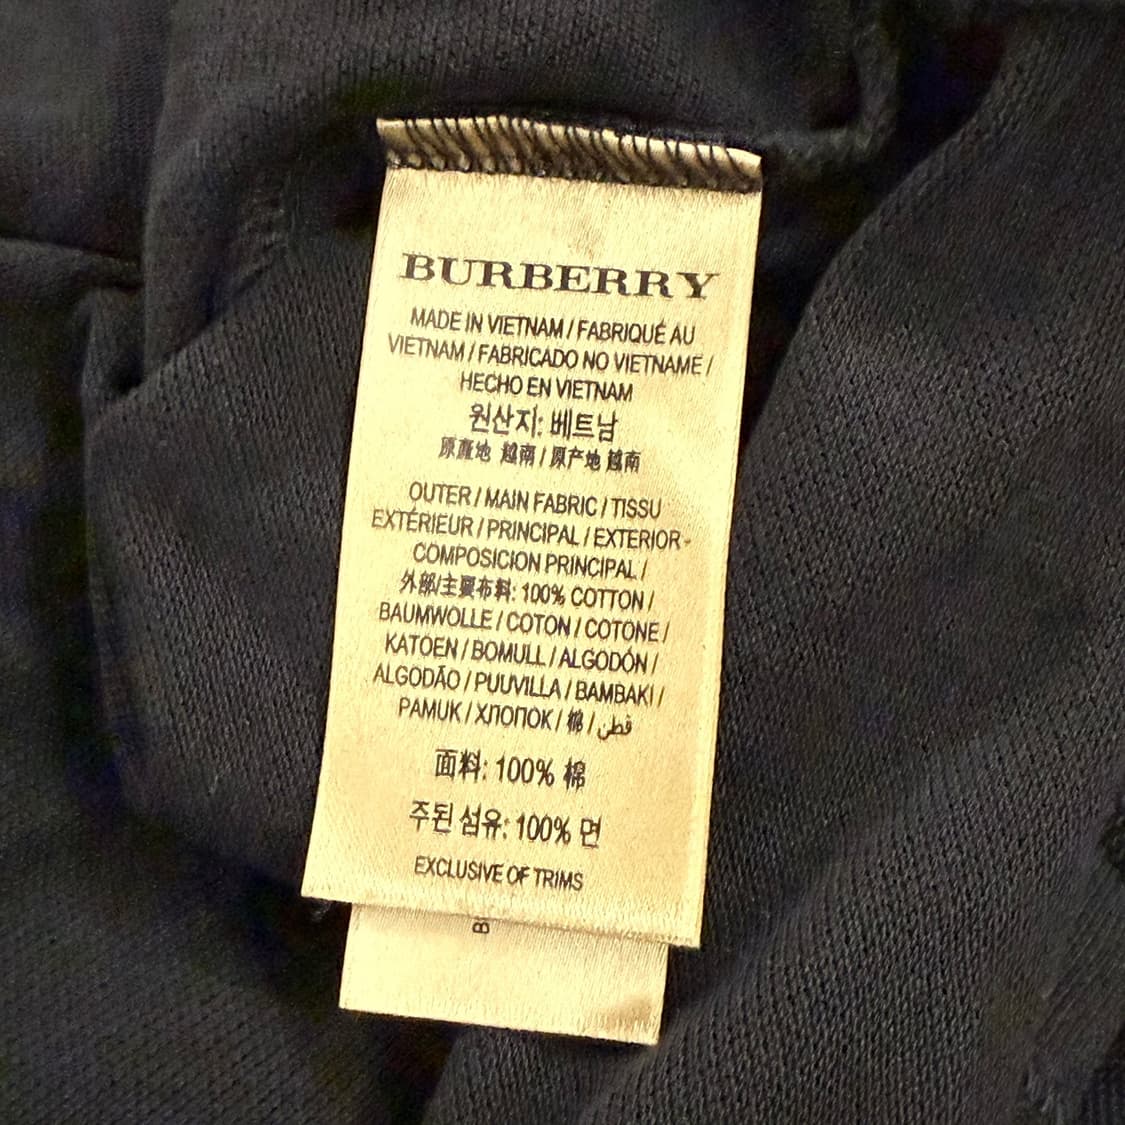 BURBERRY
MADE IN VIETNAM / FABRIQUÉ AU
VIETNAM / FABRICADO NO VIETNAME /
HECHO EN VIETNAM
원산지: 베트남
原産地 越南 / 原产地 越南
OUTER / MAIN FABRIC / TISSU
EXTÉRIEUR / PRINCIPAL / EXTERIOR -
COMPOSICION PRINCIPAL /
外部/主要布料: 100% COTTON /
BAUMWOLLE / COTON / COTONE /
KATOEN / BOMULL / ALGODÓN /
ALGODÃO / PUUVILLA / BAMBAKI /
PAMUK / ХЛОПОК / 棉 / قطن
面料: 100% 棉
주된 섬유: 100% 면
EXCLUSIVE OF TRIMS